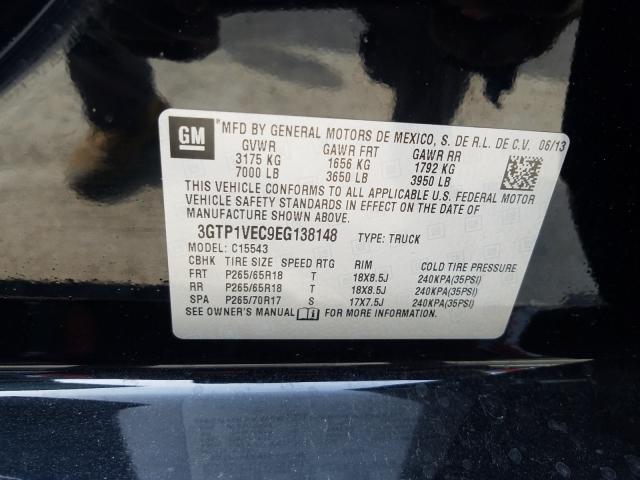 GM *MFD BY GENERAL MOTORS DE MEXICO, S. DE R.L. DE C.V. 06/13
GVWR GAWR FRT GAWR RR
3175 KG 1656 KG 1792 KG
7000 LB 3650 LB 3950 LB
THIS VEHICLE CONFORMS TO ALL APPLICABLE U.S. FEDERAL MOTOR
VEHICLE SAFETY STANDARDS IN EFFECT ON THE DATE OF
MANUFACTURE SHOWN ABOVE.
3GTP1VEC9EG138148 TYPE: TRUCK
MODEL: C15543
CBHK TIRE SIZE SPEED RTG RIM COLD TIRE PRESSURE
FRT P265/65R18 T 18X8.5J 240KPA(35PSI)
RR P265/65R18 T 18X8.5J 240KPA(35PSI)
SPA P265/70R17 S 17X7.5J 240KPA(35PSI)
SEE OWNER'S MANUAL FOR MORE INFORMATION.